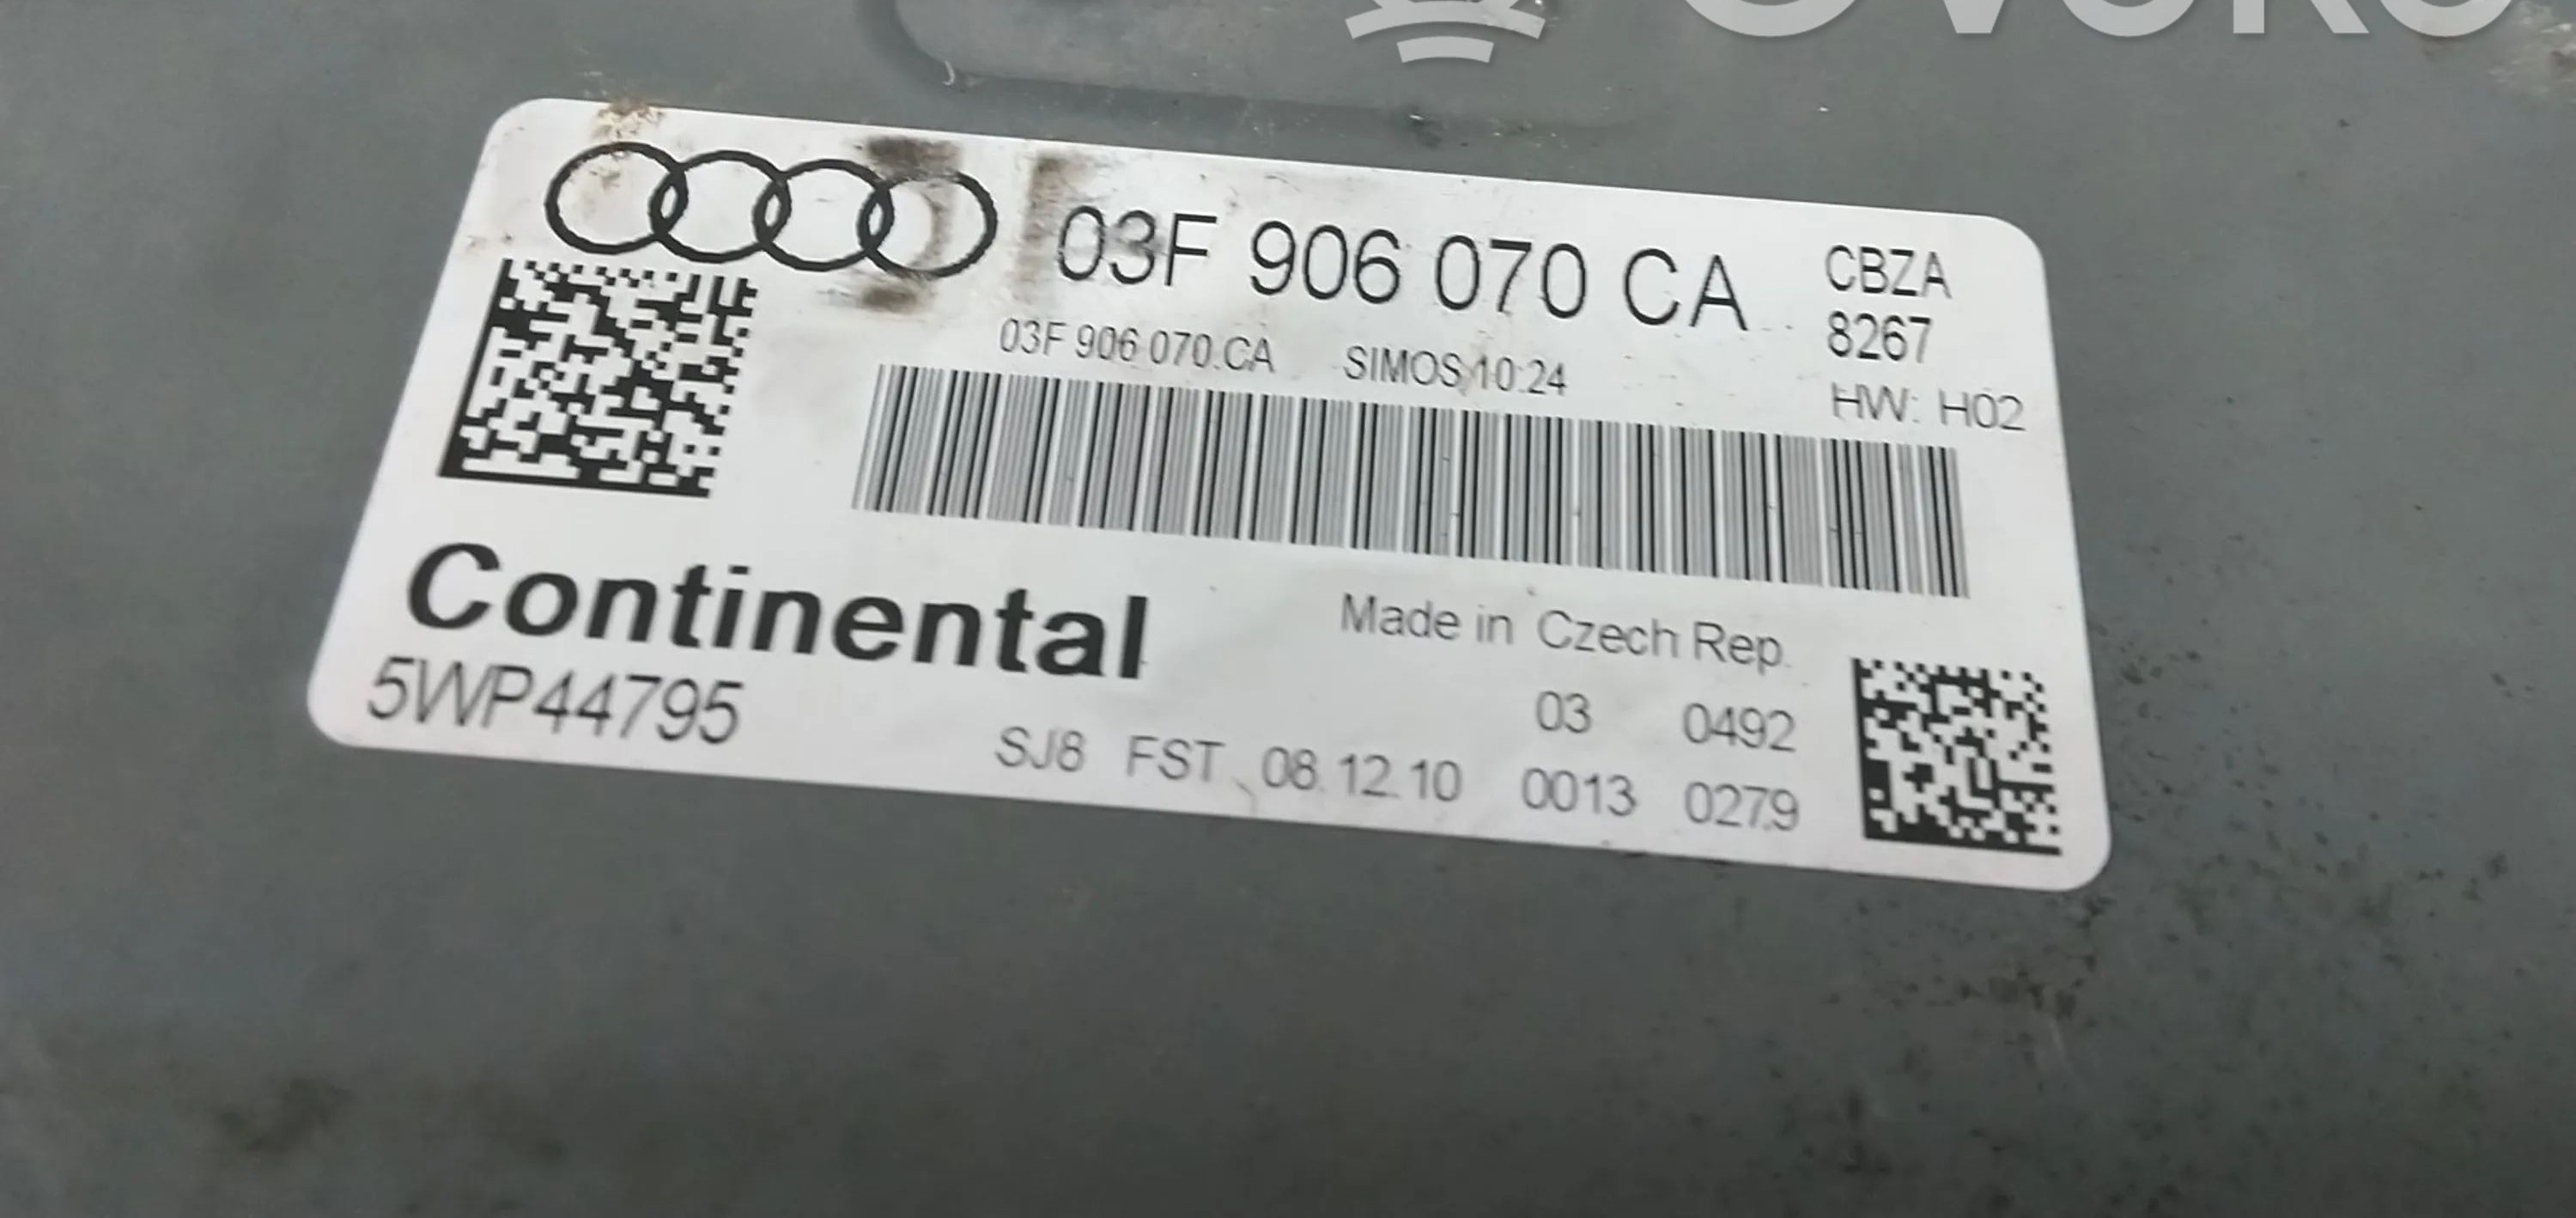 03F 906 070 CA
CBZA
8267
03F 906 070 CA SIMOS 10.24
HW: H02
Continental
5WP44795
Made in Czech Rep.
03 0492
SJ8 FST 08.12.10 0013 0279